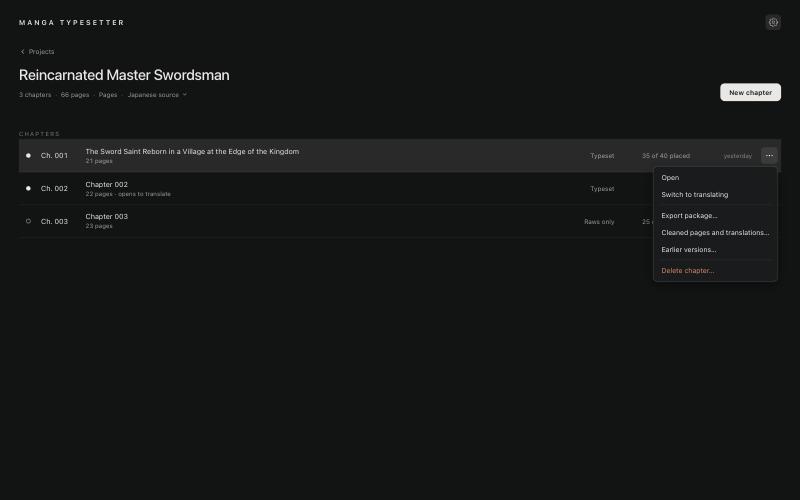 MANGA TYPESETTER
Projects
Reincarnated Master Swordsman
3 chapters · 66 pages · Pages · Japanese source
New chapter
CHAPTERS
Ch. 001
The Sword Saint Reborn in a Village at the Edge of the Kingdom
21 pages
Typeset
35 of 40 placed
yesterday
Ch. 002
Chapter 002
22 pages · opens to translate
Typeset
Ch. 003
Chapter 003
23 pages
Raws only
25
Open
Switch to translating
Export package...
Cleaned pages and translations...
Earlier versions...
Delete chapter...